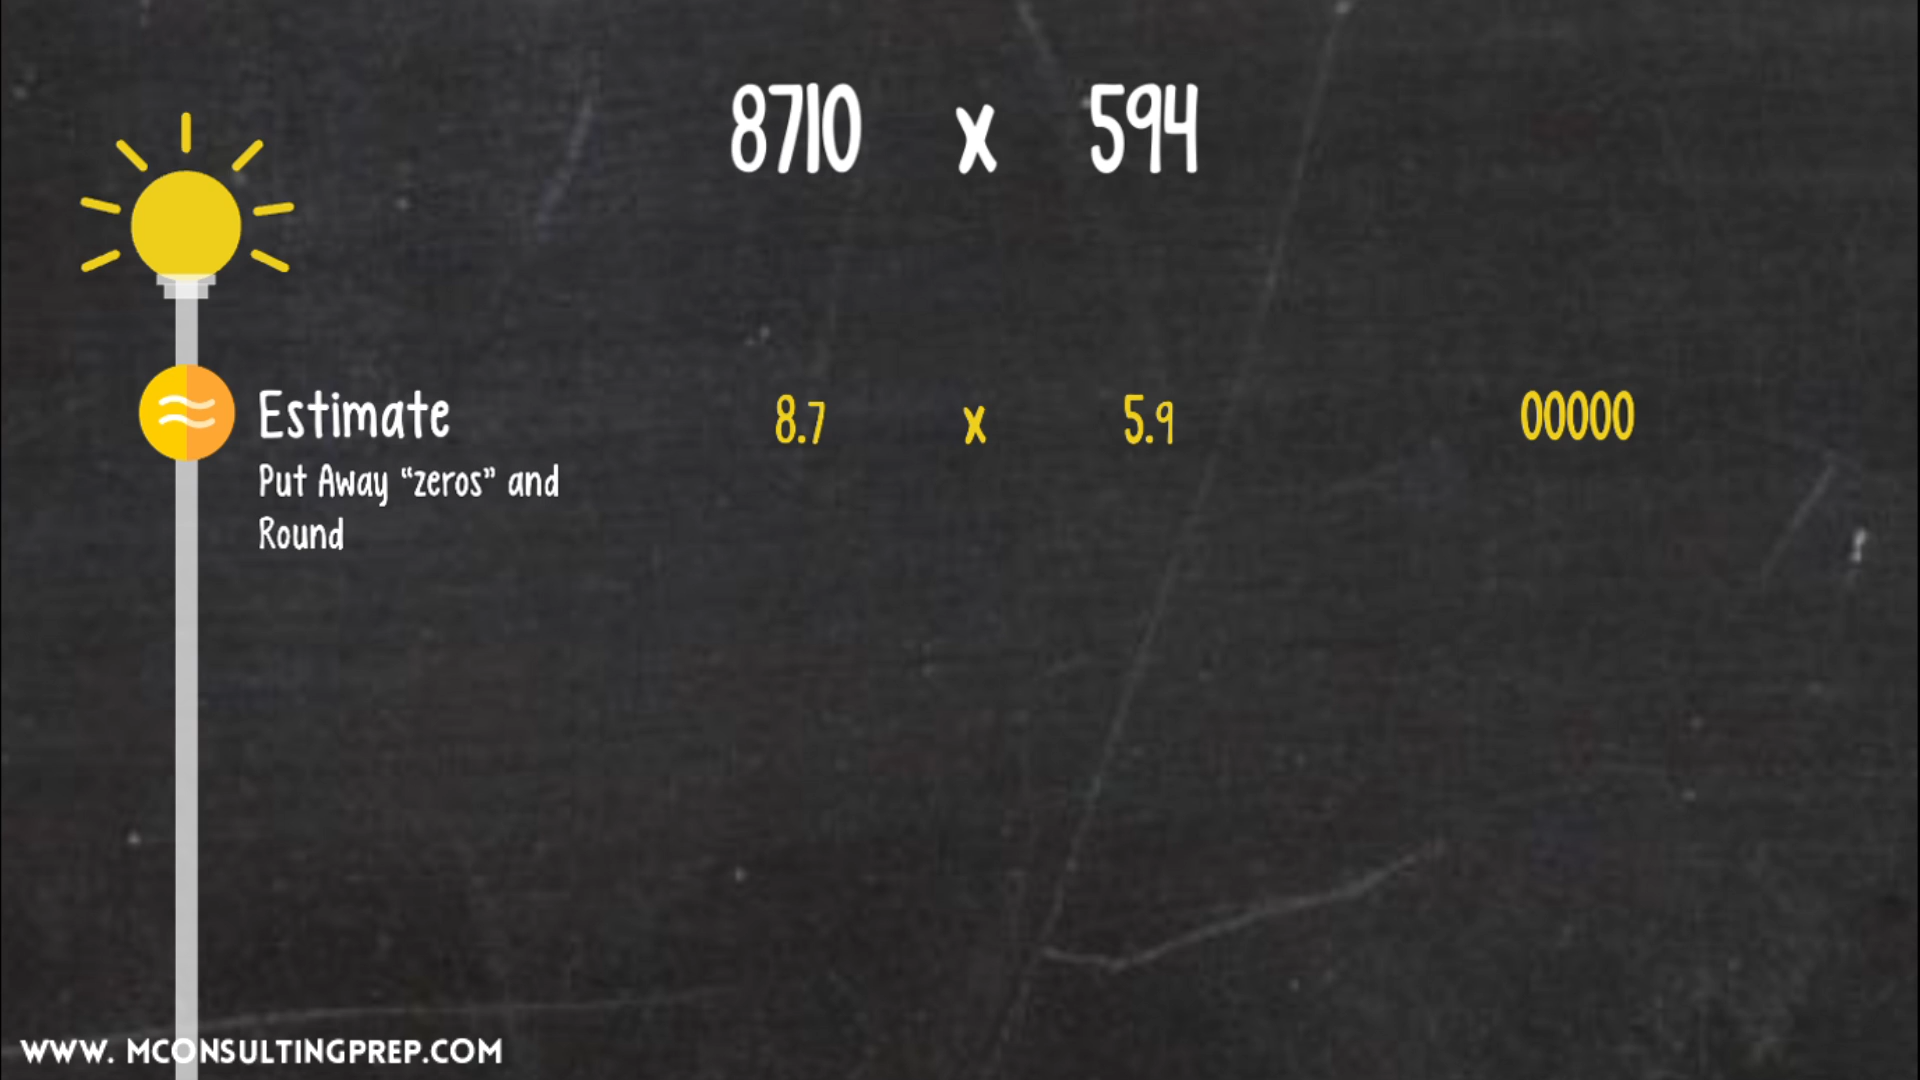 8710 x 594
Estimate 8.7 x 5.9 00000
Put Away “zeros” and
Round
WWW. MCONSULTINGPREP.COM